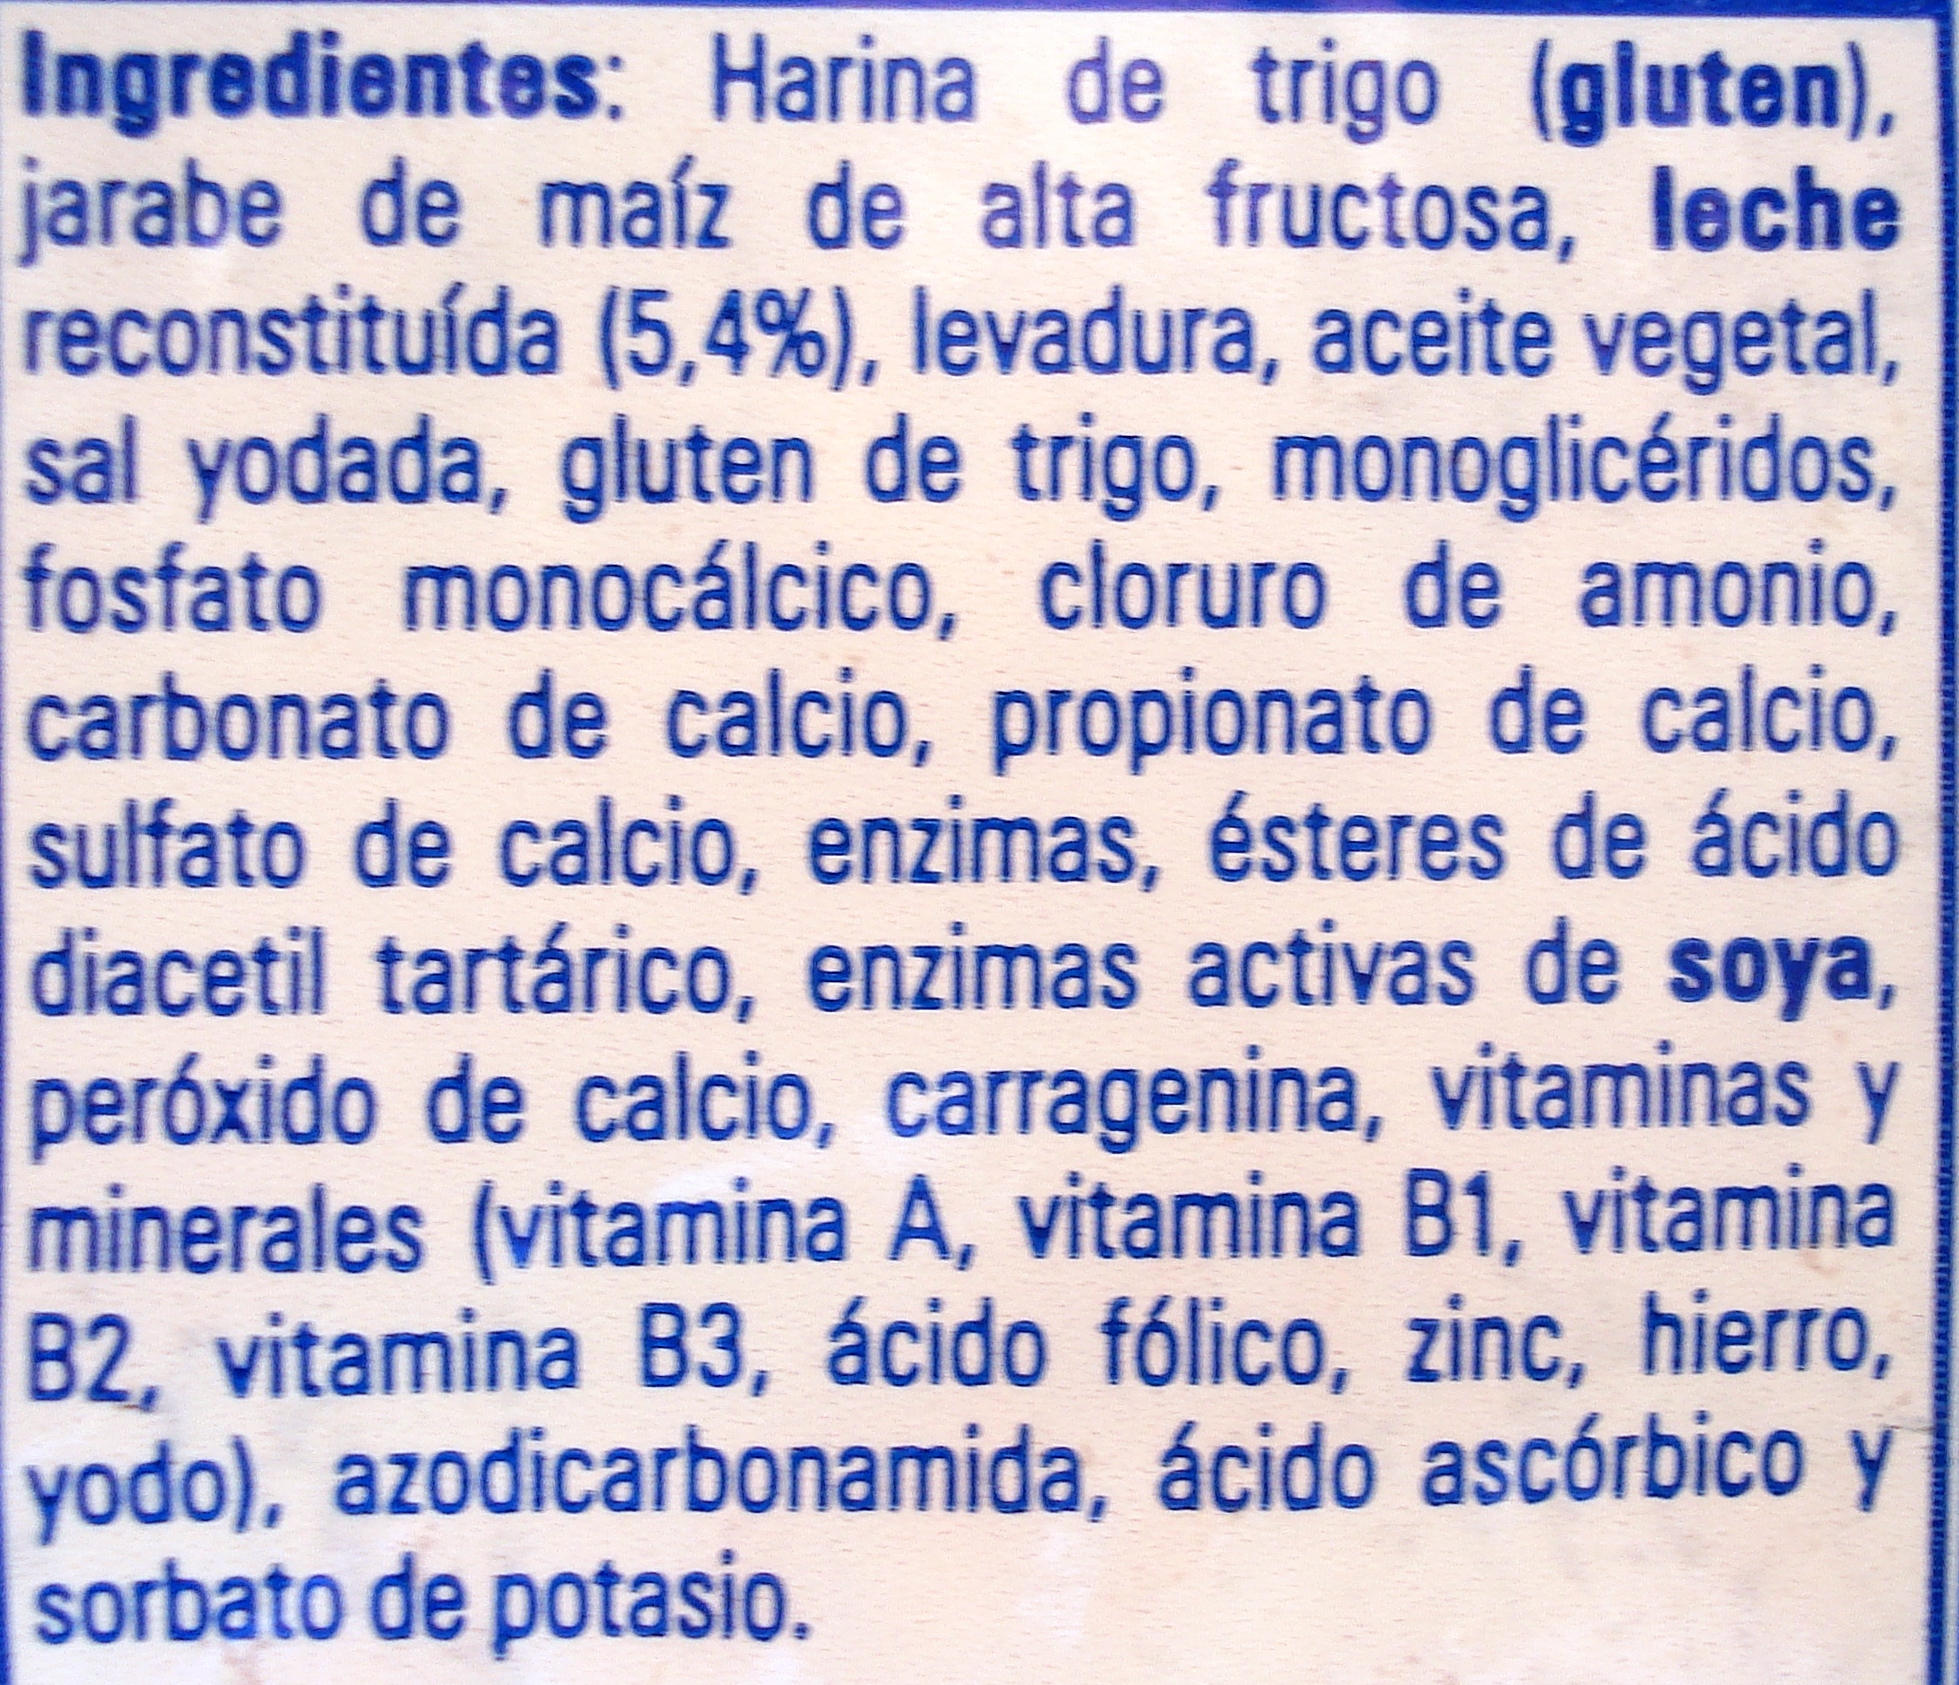 Ingredientes: Harina de trigo (gluten),
jarabe de maíz de alta fructosa, leche
reconstituída (5,4%), levadura, aceite vegetal,
sal yodada, gluten de trigo, monoglicéridos,
fosfato monocálcico, cloruro de amonio,
carbonato de calcio, propionato de calcio,
sulfato de calcio, enzimas, ésteres de ácido
diacetil tartárico, enzimas activas de soya,
peróxido de calcio, carragenina, vitaminas y
minerales (vitamina A, vitamina B1, vitamina
B2, vitamina B3, ácido fólico, zinc, hierro,
yodo), azodicarbonamida, ácido ascórbico y
sorbato de potasio.